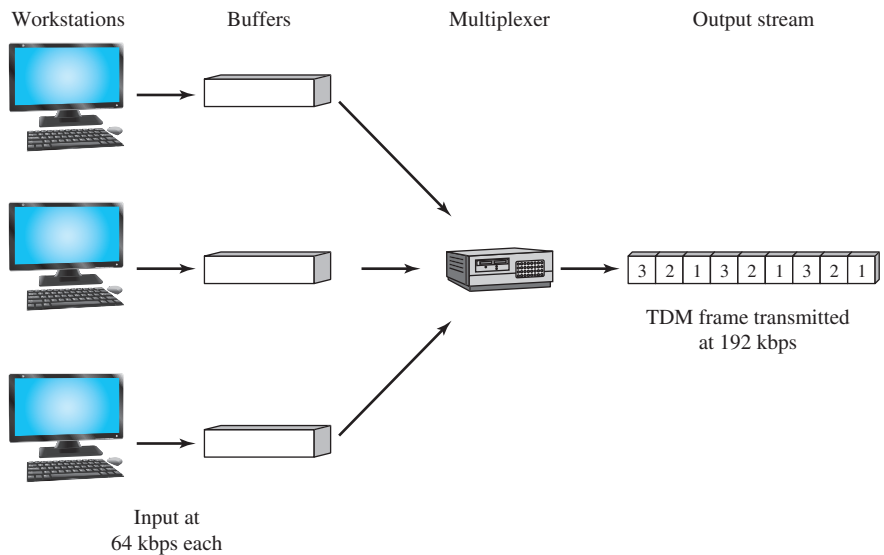 Workstations
Buffers
Multiplexer
Output stream
3 2 1 3 2 1 3 2 1
TDM frame transmitted
at 192 kbps
Input at
64 kbps each